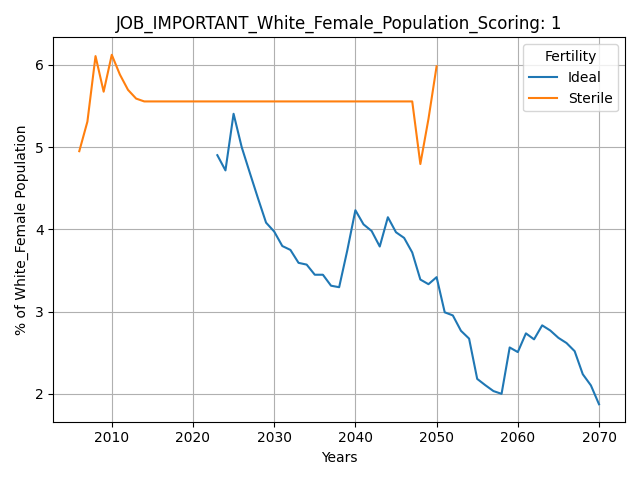 JOB_IMPORTANT_White_Female_Population_Scoring: 1
Fertility
Ideal
Sterile
% of White_Female Population
6
5
4
3
2
2010 2020 2030 2040 2050 2060 2070
Years